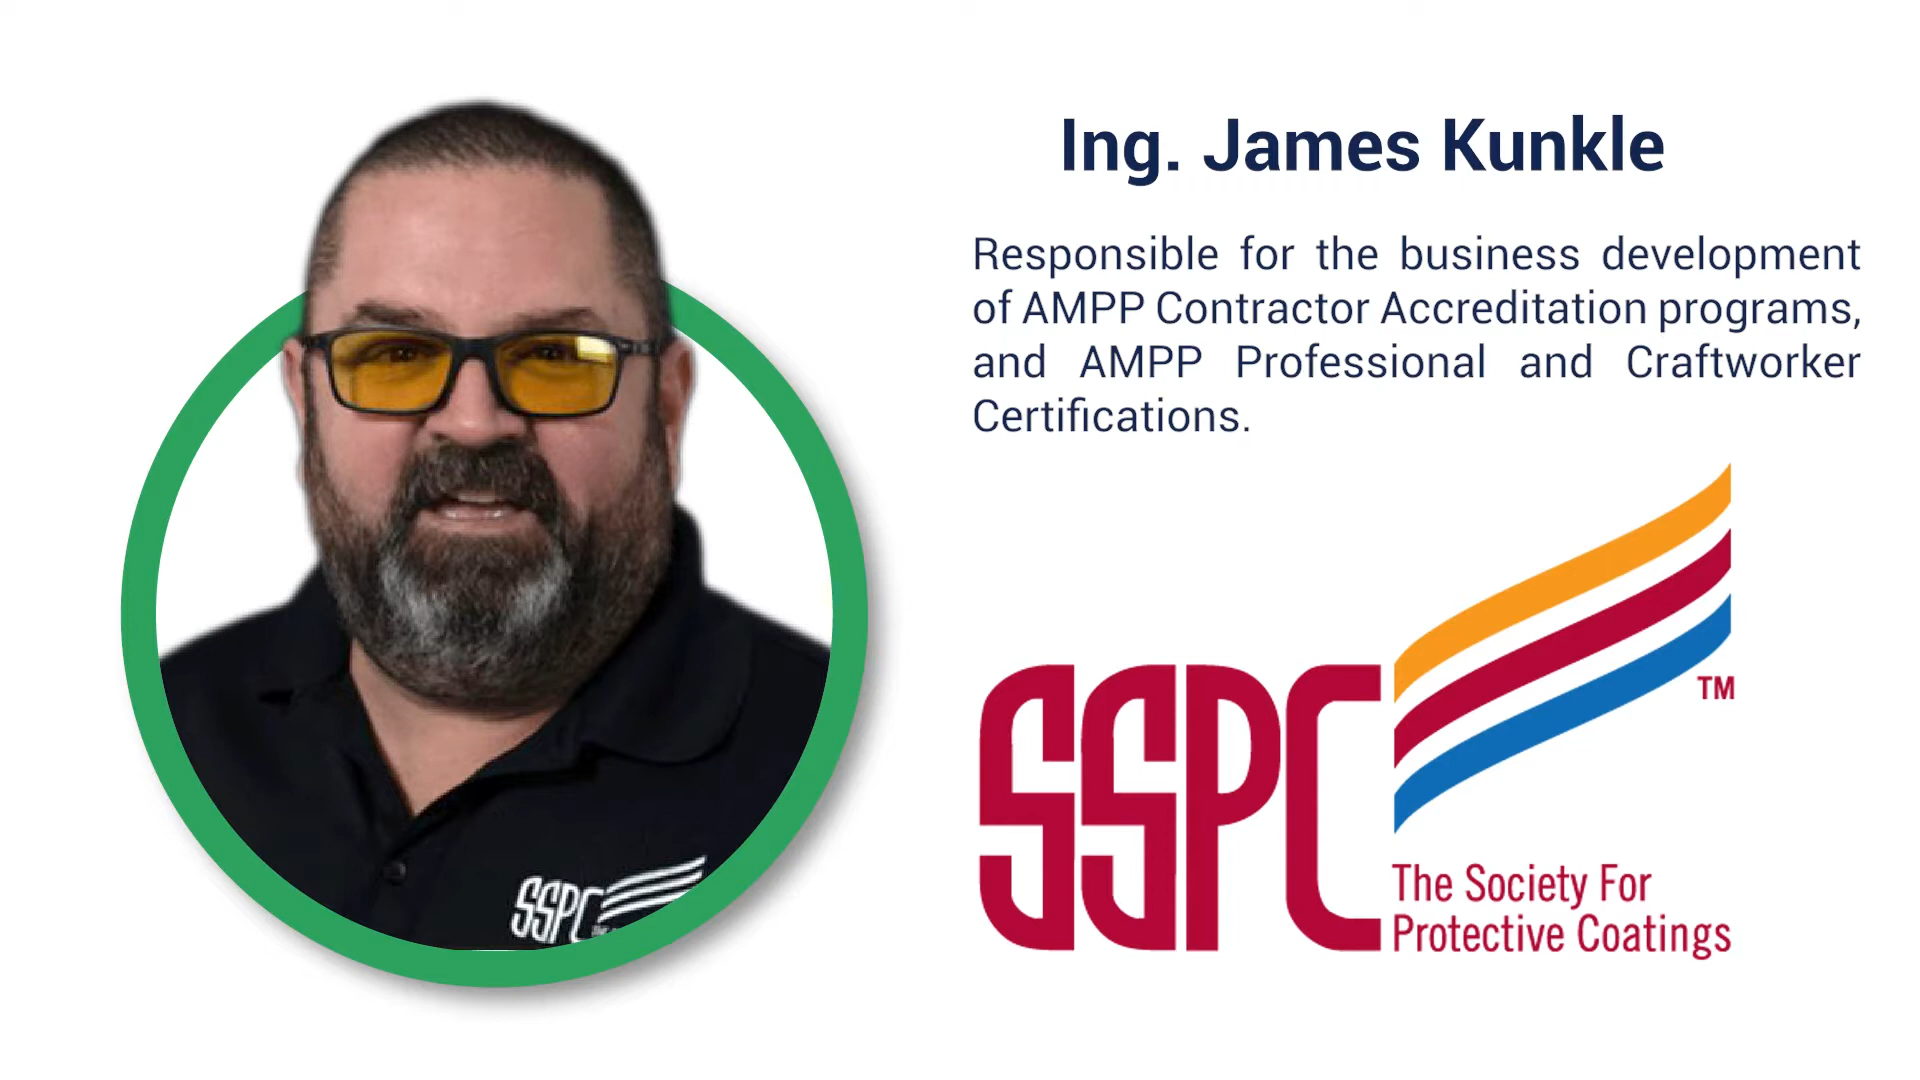 Ing. James Kunkle
Responsible for the business development
of AMPP Contractor Accreditation programs,
and AMPP Professional and Craftworker
Certifications.
SSPC
TM
The Society For
Protective Coatings
SSPC